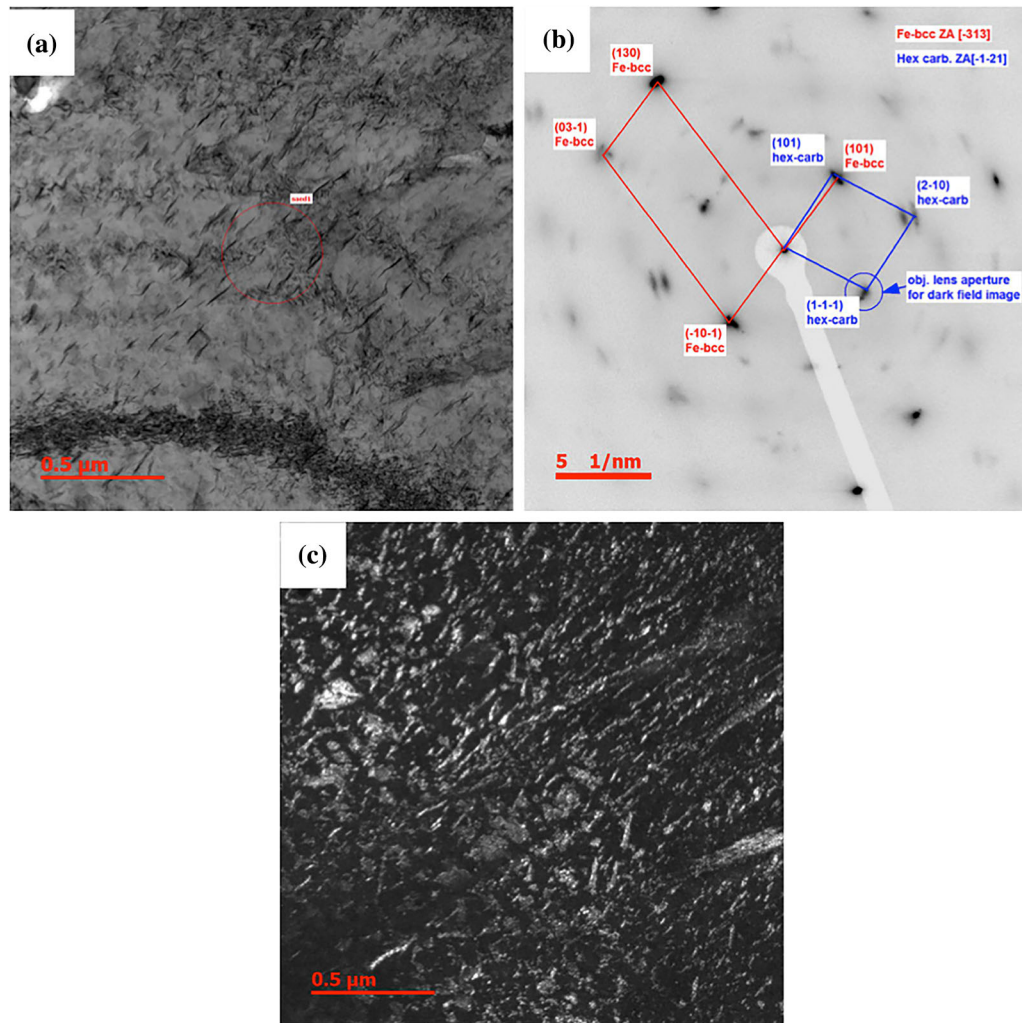 (a)
saed1
0.5 µm
(b)
Fe-bcc ZA [-313]
Hex carb. ZA[-1-21]
(130)
Fe-bcc
(03-1)
Fe-bcc
(101)
hex-carb
(101)
Fe-bcc
(2-10)
hex-carb
obj. lens aperture
for dark field image
(1-1-1)
hex-carb
(-10-1)
Fe-bcc
5 1/nm
(c)
0.5 µm